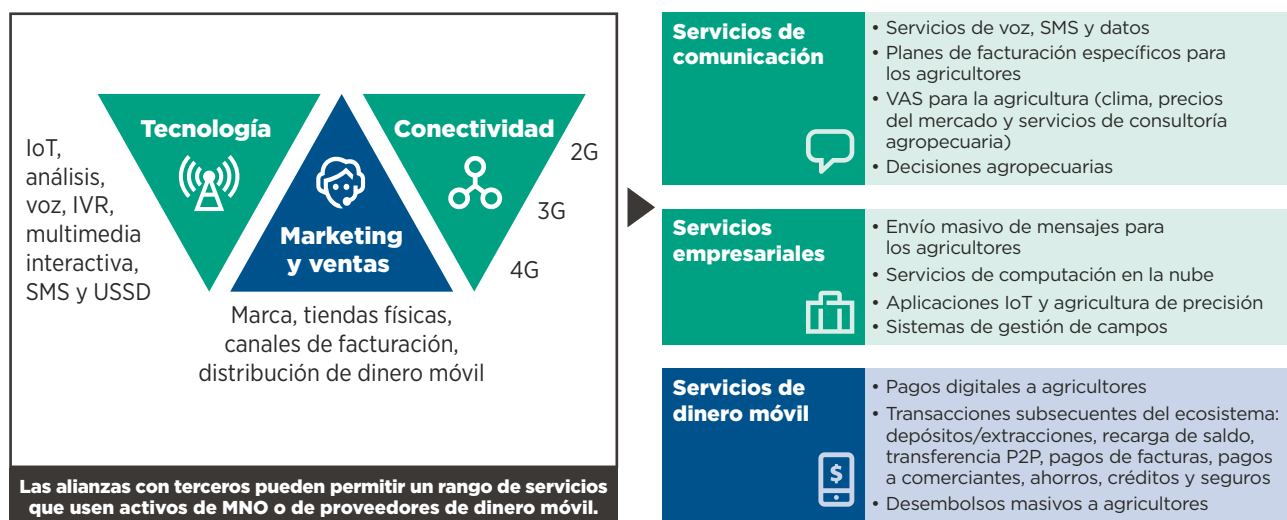 Tecnología
IoT,
análisis,
voz, IVR,
multimedia
interactiva,
SMS y USSD
Marketing
y ventas
Marca, tiendas físicas,
canales de facturación,
distribución de dinero móvil
Conectividad
2G
3G
4G
Las alianzas con terceros pueden permitir un rango de servicios
que usen activos de MNO o de proveedores de dinero móvil.
Servicios de
comunicación
• Servicios de voz, SMS y datos
• Planes de facturación específicos para
los agricultores
• VAS para la agricultura (clima, precios
del mercado y servicios de consultoría
agropecuaria)
• Decisiones agropecuarias
Servicios
empresariales
• Envío masivo de mensajes para
los agricultores
• Servicios de computación en la nube
• Aplicaciones IoT y agricultura de precisión
• Sistemas de gestión de campos
Servicios de
dinero móvil
$
• Pagos digitales a agricultores
• Transacciones subsecuentes del ecosistema:
depósitos/extracciones, recarga de saldo,
transferencia P2P, pagos de facturas, pagos
a comerciantes, ahorros, créditos y seguros
• Desembolsos masivos a agricultores